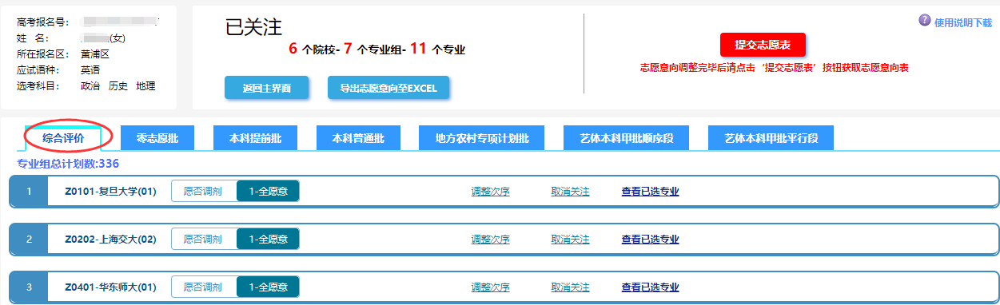 高考报名号：
姓 名： (女)
所在报名区： 黄浦区
应试语种： 英语
选考科目： 政治 历史 地理
已关注
6 个院校- 7 个专业组- 11 个专业
返回主界面 导出志愿意向至EXCEL
? 使用说明下载
提交志愿表
志愿意向调整完毕后请点击‘提交志愿表’按钮获取志愿意向表
综合评价 零志愿批 本科提前批 本科普通批 地方农村专项计划批 艺体本科甲批顺序段 艺体本科甲批平行段
专业组总计划数:336
1 Z0101-复旦大学(01) 愿否调剂 1-全愿意 调整次序 取消关注 查看已选专业
2 Z0202-上海交大(02) 愿否调剂 1-全愿意 调整次序 取消关注 查看已选专业
3 Z0401-华东师大(01) 愿否调剂 1-全愿意 调整次序 取消关注 查看已选专业